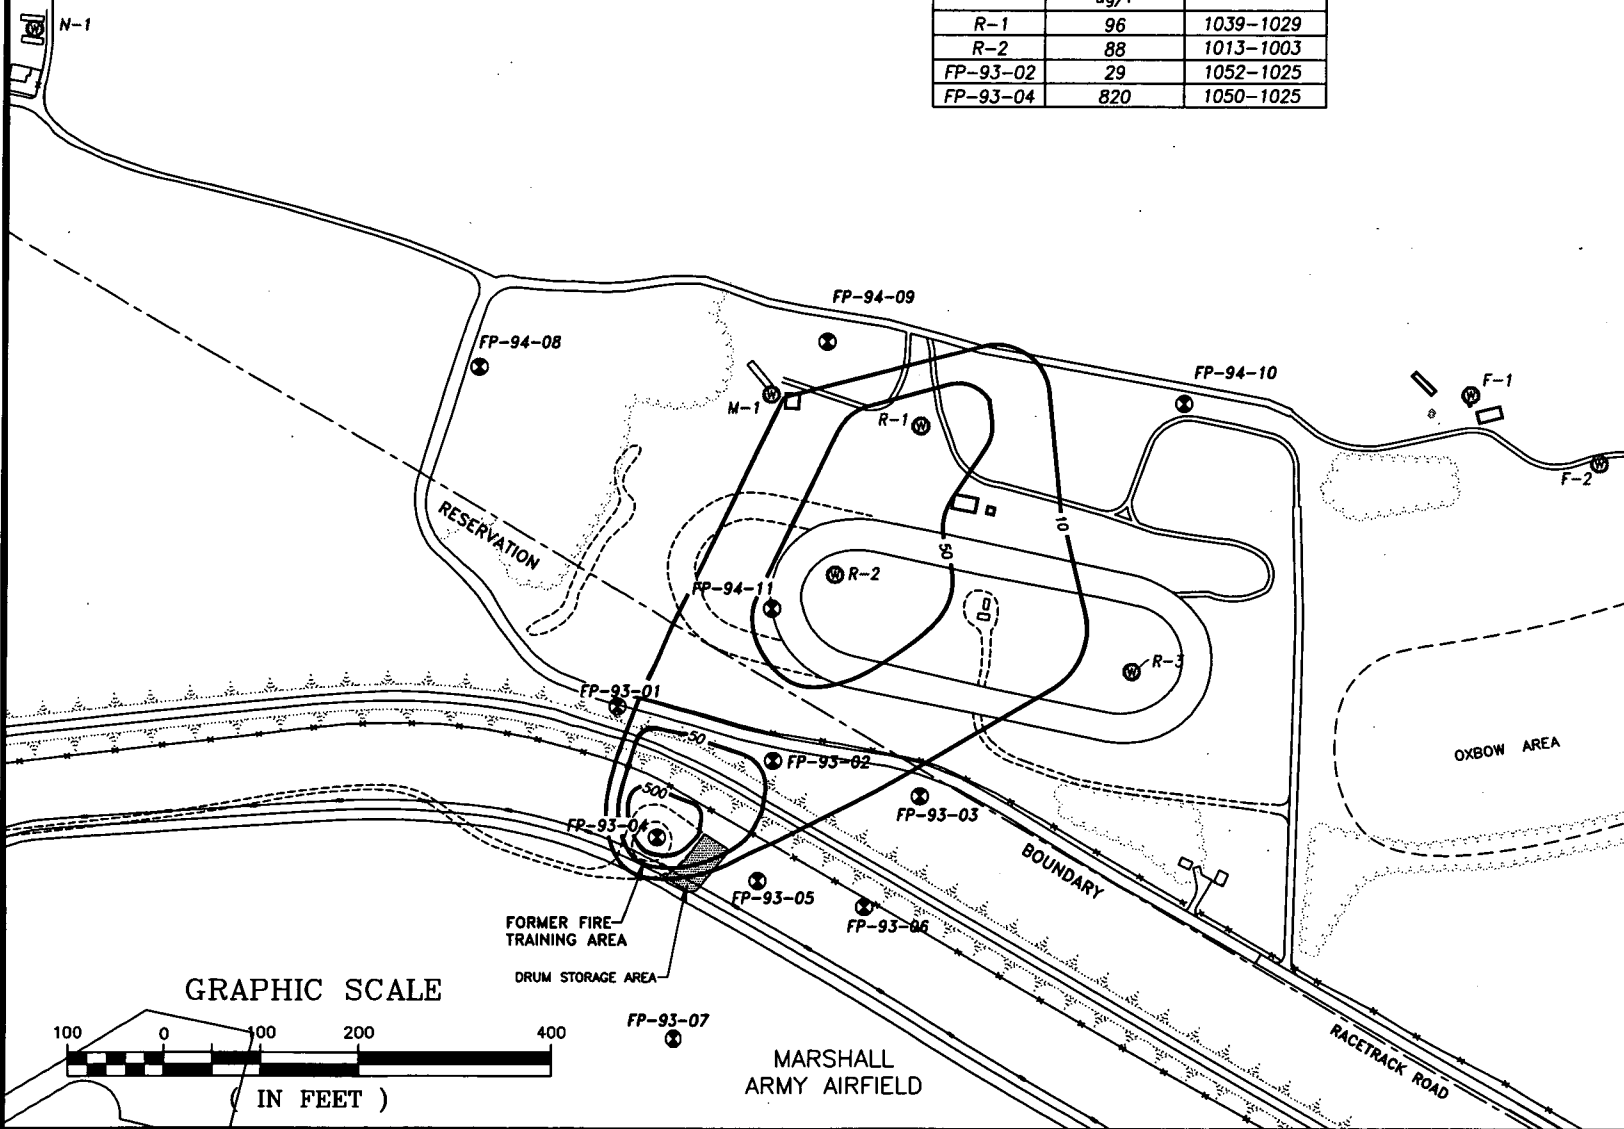 N-1
ug/l
R-1 96 1039-1029
R-2 88 1013-1003
FP-93-02 29 1052-1025
FP-93-04 820 1050-1025
FP-94-09
FP-94-08
FP-94-10
F-1
M-1
R-1
F-2
RESERVATION
10
50
R-2
FP-94-11
R-3
FP-93-01
50
OXBOW AREA
FP-93-02
500
FP-93-03
FP-93-04
BOUNDARY
FP-93-05
FP-93-06
FORMER FIRE
TRAINING AREA
DRUM STORAGE AREA
GRAPHIC SCALE
100 0 100 200 400
( IN FEET )
FP-93-07
MARSHALL
ARMY AIRFIELD
RACETRACK ROAD